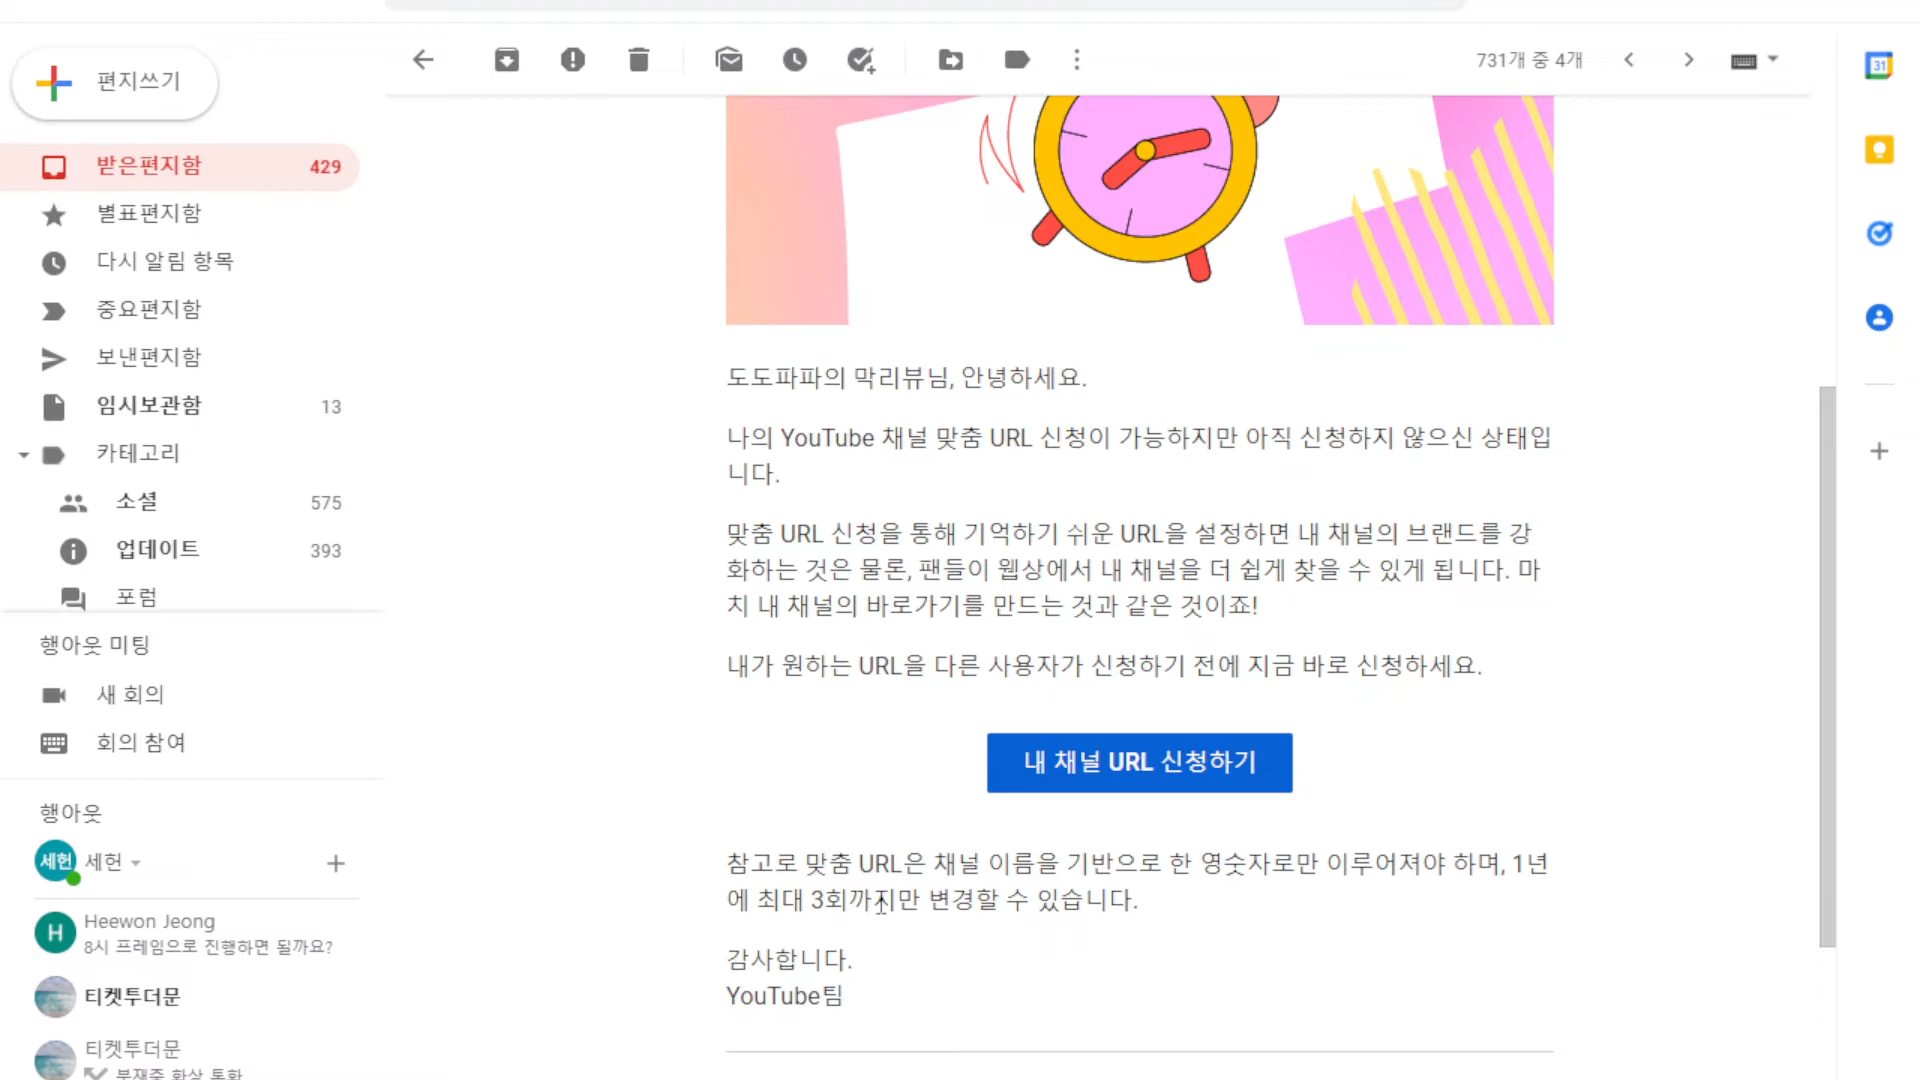 편지쓰기
731개 중 4개
31
받은편지함 429
별표편지함
다시 알림 항목
중요편지함
보낸편지함
임시보관함 13
카테고리
소셜 575
업데이트 393
포럼
행아웃 미팅
새 회의
회의 참여
행아웃
세헌 세헌
H Heewon Jeong
8시 프레임으로 진행하면 될까요?
티켓투더문
티켓투더문
부재중 화상 통화
도도파파의 막리뷰님, 안녕하세요.
나의 YouTube 채널 맞춤 URL 신청이 가능하지만 아직 신청하지 않으신 상태입
니다.
맞춤 URL 신청을 통해 기억하기 쉬운 URL을 설정하면 내 채널의 브랜드를 강
화하는 것은 물론, 팬들이 웹상에서 내 채널을 더 쉽게 찾을 수 있게 됩니다. 마
치 내 채널의 바로가기를 만드는 것과 같은 것이죠!
내가 원하는 URL을 다른 사용자가 신청하기 전에 지금 바로 신청하세요.
내 채널 URL 신청하기
참고로 맞춤 URL은 채널 이름을 기반으로 한 영숫자로만 이루어져야 하며, 1년
에 최대 3회까지만 변경할 수 있습니다.
감사합니다.
YouTube팀